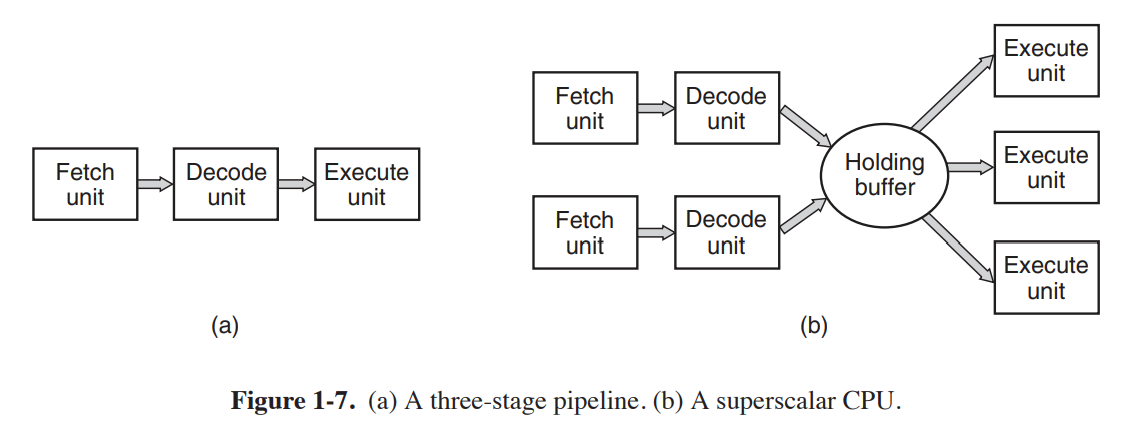 Fetch
unit
Decode
unit
Execute
unit
(a)
Fetch
unit
Decode
unit
Fetch
unit
Decode
unit
Holding
buffer
Execute
unit
Execute
unit
Execute
unit
(b)
Figure 1-7. (a) A three-stage pipeline. (b) A superscalar CPU.